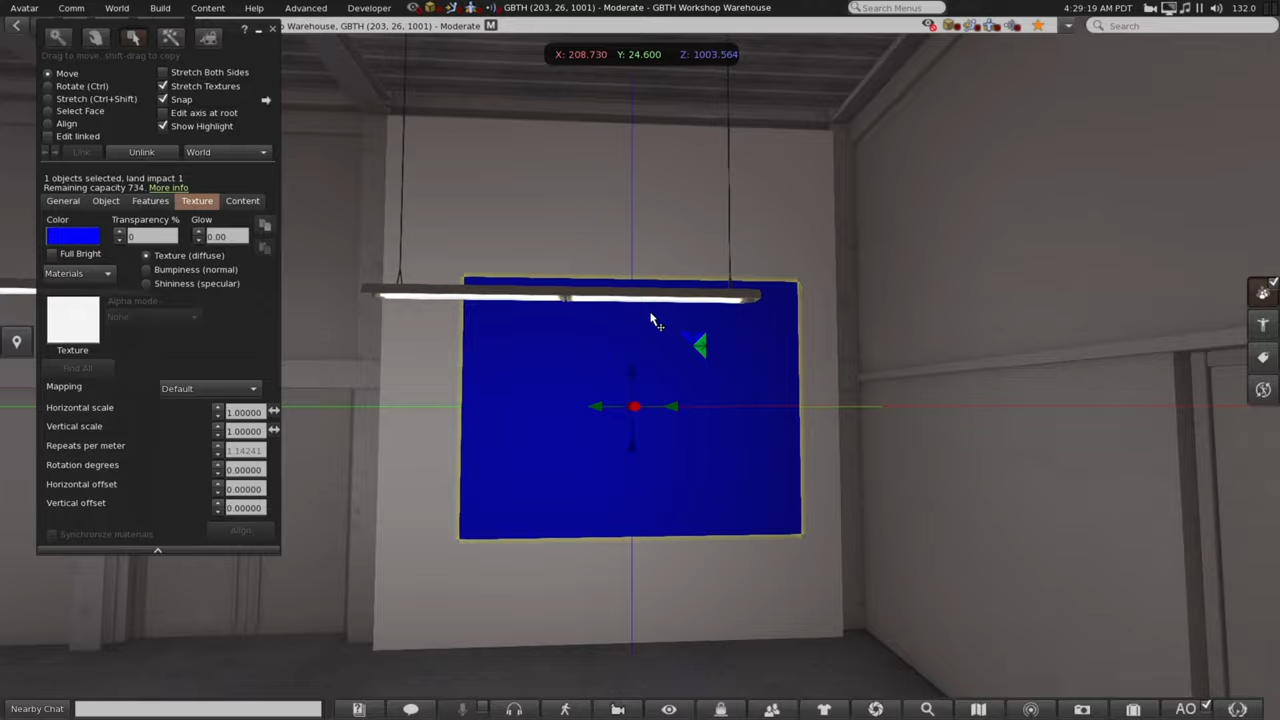 Avatar Comm World Build Content Help Advanced Developer GBTH (203, 26, 1001) - Moderate - GBTH Workshop Warehouse Search Menus 4:29:19 AM PDT 132.0
Warehouse, GBTH (203, 26, 1001) - Moderate M Search
? 
Drag to move, shift-drag to copy
X: 208.730 Y: 24.600 Z: 1003.564
Move Stretch Both Sides
Rotate (Ctrl) Stretch Textures
Stretch (Ctrl+Shift) Snap
Select Face Edit axis at root
Align Show Highlight
Edit linked
Link Unlink World
1 objects selected, land impact 1
Remaining capacity 734. More info
General Object Features Texture Content
Color Transparency % Glow
0 0.00
Full Bright Texture (diffuse)
Bumpiness (normal)
Materials
Shininess (specular)
Alpha mode
None
Texture
Find All
Mapping Default
Horizontal scale 1.00000
Vertical scale 1.00000
Repeats per meter 1.14241
Rotation degrees 0.00000
Horizontal offset 0.00000
Vertical offset 0.00000
Synchronize materials Align
Nearby Chat AO